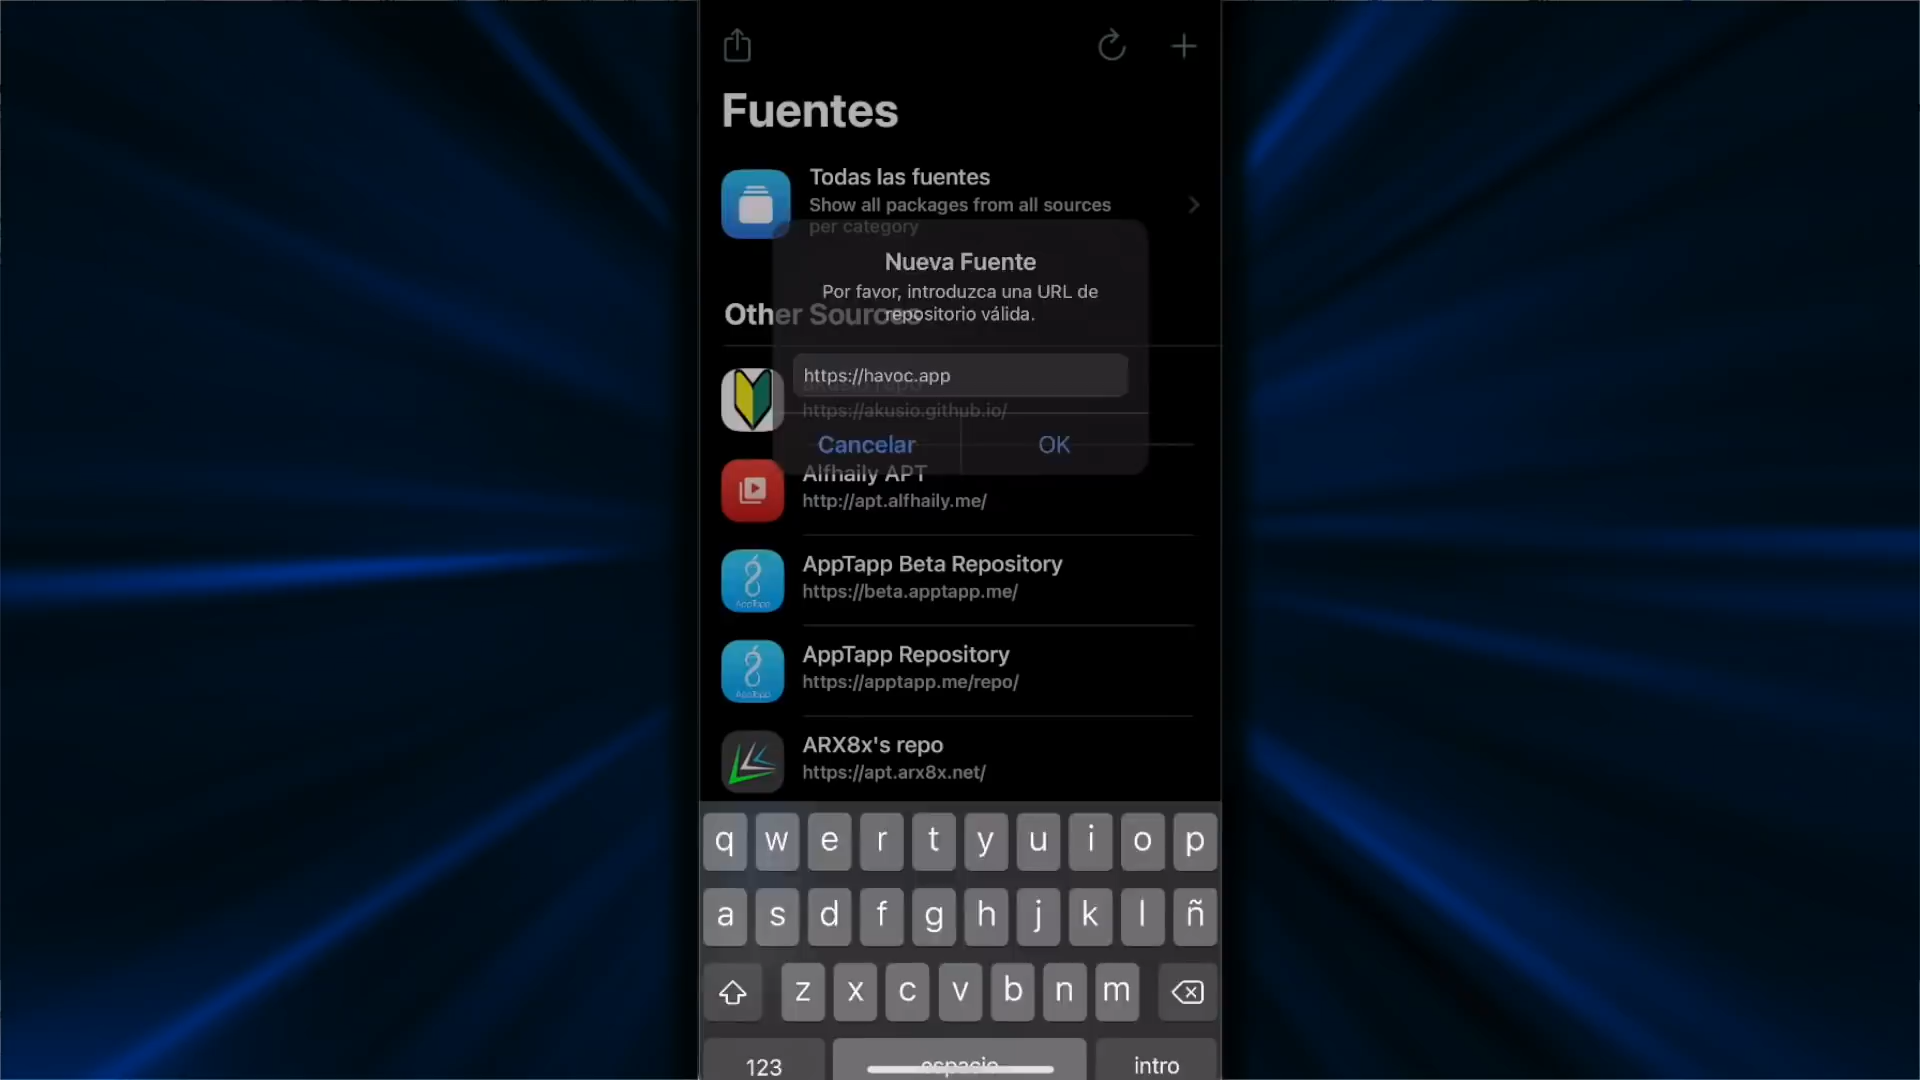 Fuentes
Todas las fuentes
Show all packages from all sources
per category
Nueva Fuente
Por favor, introduzca una URL de
repositorio válida.
Other Sources
https://havoc.app
https://akusio.github.io/
Cancelar
OK
Alfhaily APT
http://apt.alfhaily.me/
AppTapp Beta Repository
https://beta.apptapp.me/
AppTapp
AppTapp Repository
https://apptapp.me/repo/
AppTapp
ARX8x's repo
https://apt.arx8x.net/
q w e r t y u i o p
a s d f g h j k l ñ
z x c v b n m
123 espacio intro